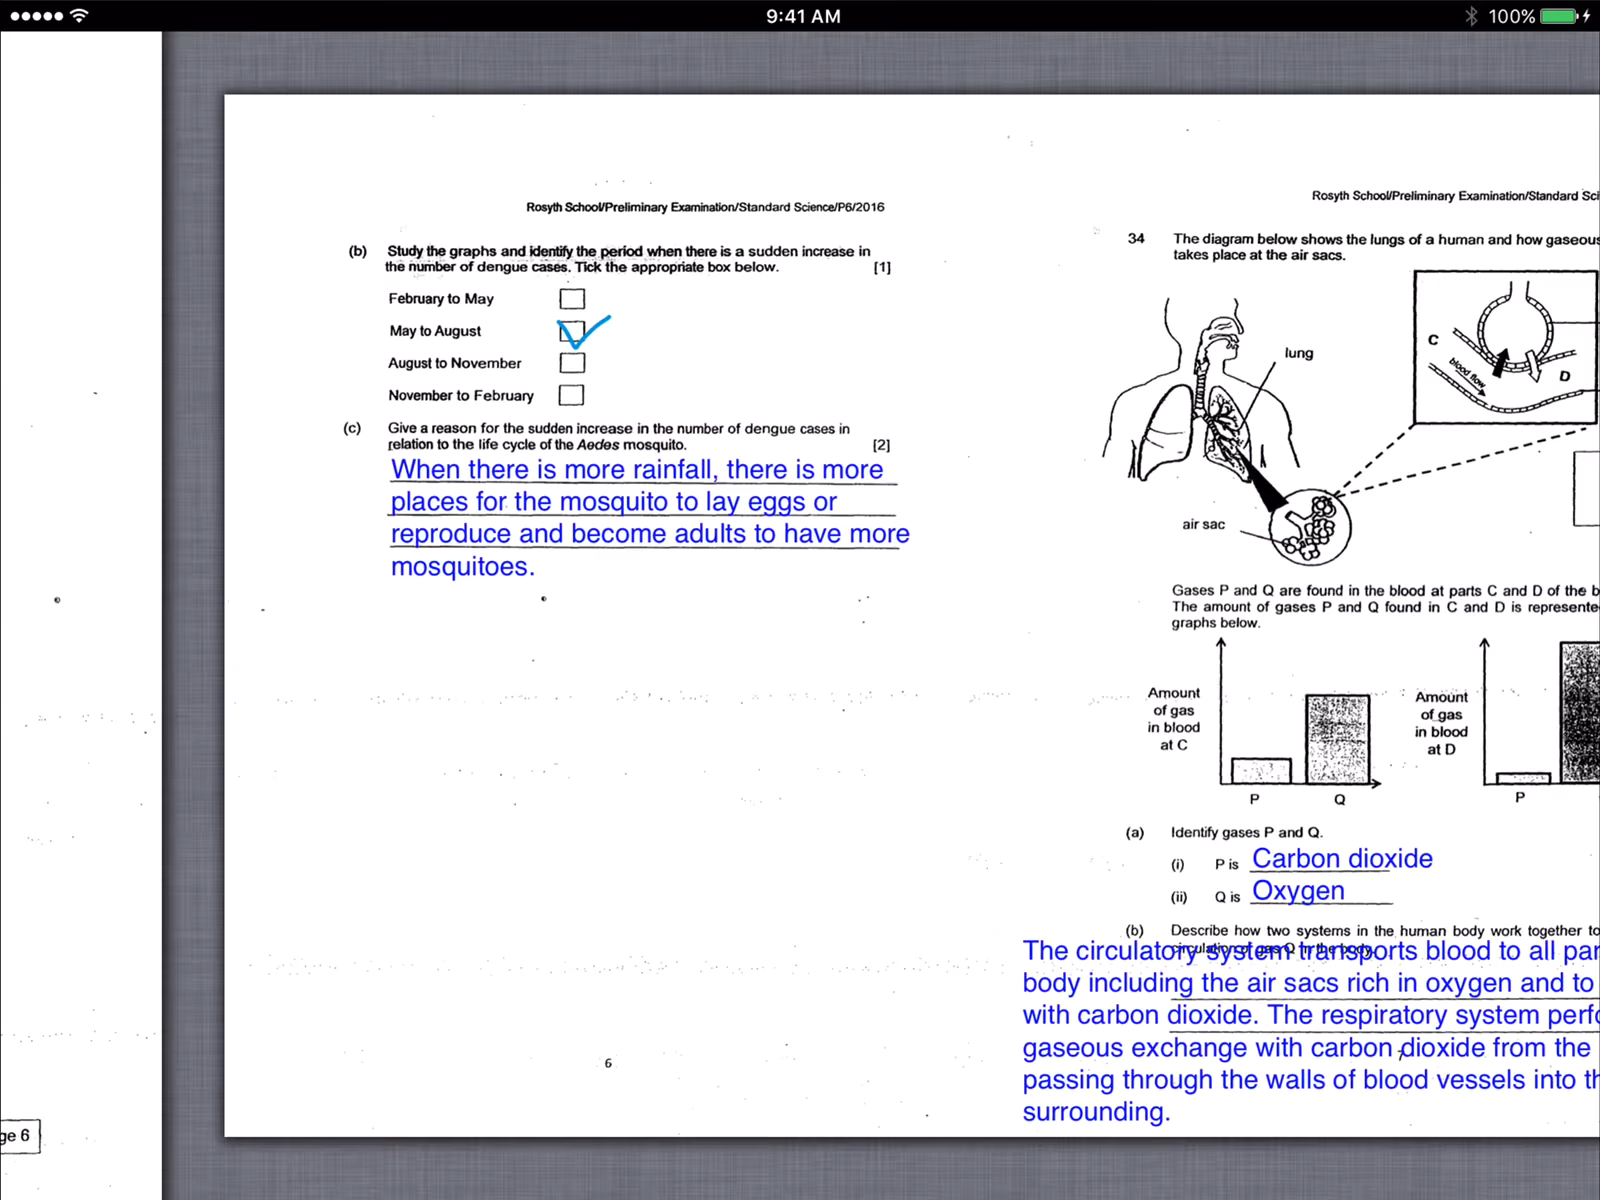 9:41 AM
100%
Rosyth School/Preliminary Examination/Standard Science/P6/2016
(b) Study the graphs and identify the period when there is a sudden increase in
the number of dengue cases. Tick the appropriate box below. [1]
February to May
May to August
August to November
November to February
(c) Give a reason for the sudden increase in the number of dengue cases in
relation to the life cycle of the Aedes mosquito. [2]
When there is more rainfall, there is more
places for the mosquito to lay eggs or
reproduce and become adults to have more
mosquitoes.
6
ge 6
Rosyth School/Preliminary Examination/Standard Sci
34 The diagram below shows the lungs of a human and how gaseous
takes place at the air sacs.
lung
air sac
C
blood flow
D
Gases P and Q are found in the blood at parts C and D of the b
The amount of gases P and Q found in C and D is represente
graphs below.
Amount
of gas
in blood
at C
P Q
Amount
of gas
in blood
at D
P
(a) Identify gases P and Q.
(i) P is Carbon dioxide
(ii) Q is Oxygen
(b) Describe how two systems in the human body work together to
circulation of gas Q in the body.
The circulatory system transports blood to all par
body including the air sacs rich in oxygen and to
with carbon dioxide. The respiratory system perfo
gaseous exchange with carbon dioxide from the
passing through the walls of blood vessels into th
surrounding.
7